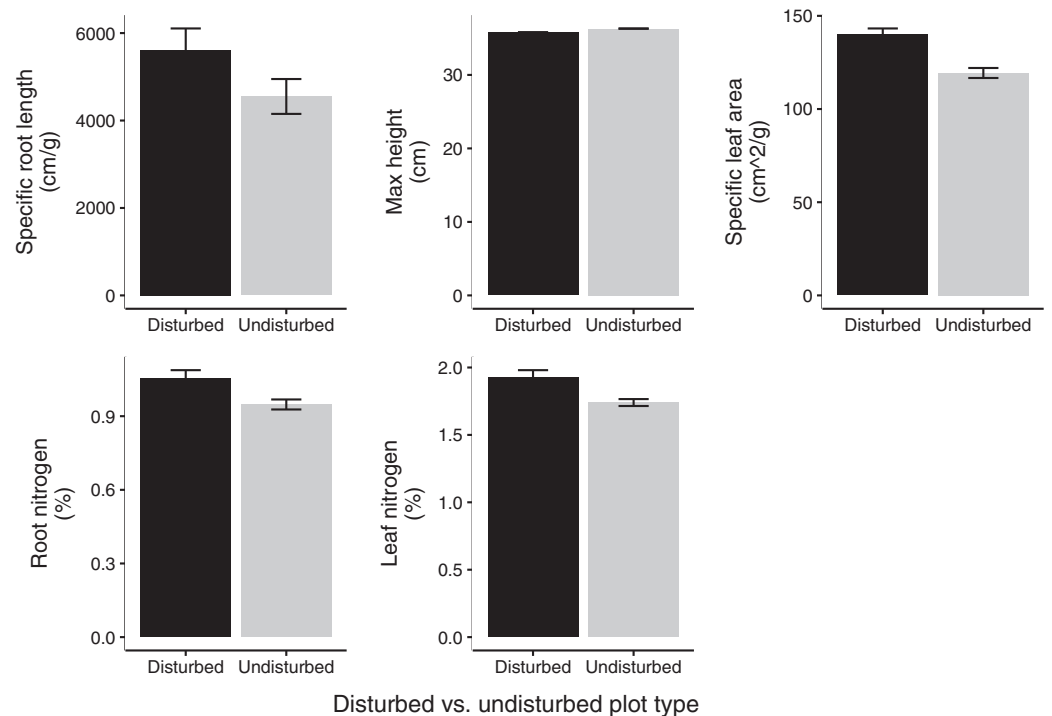 Specific root length
(cm/g)
6000
4000
2000
0
Disturbed Undisturbed
Max height
(cm)
30
20
10
0
Disturbed Undisturbed
Specific leaf area
(cm^2/g)
150
100
50
0
Disturbed Undisturbed
Root nitrogen
(%)
0.9
0.6
0.3
0.0
Disturbed Undisturbed
Leaf nitrogen
(%)
2.0
1.5
1.0
0.5
0.0
Disturbed Undisturbed
Disturbed vs. undisturbed plot type